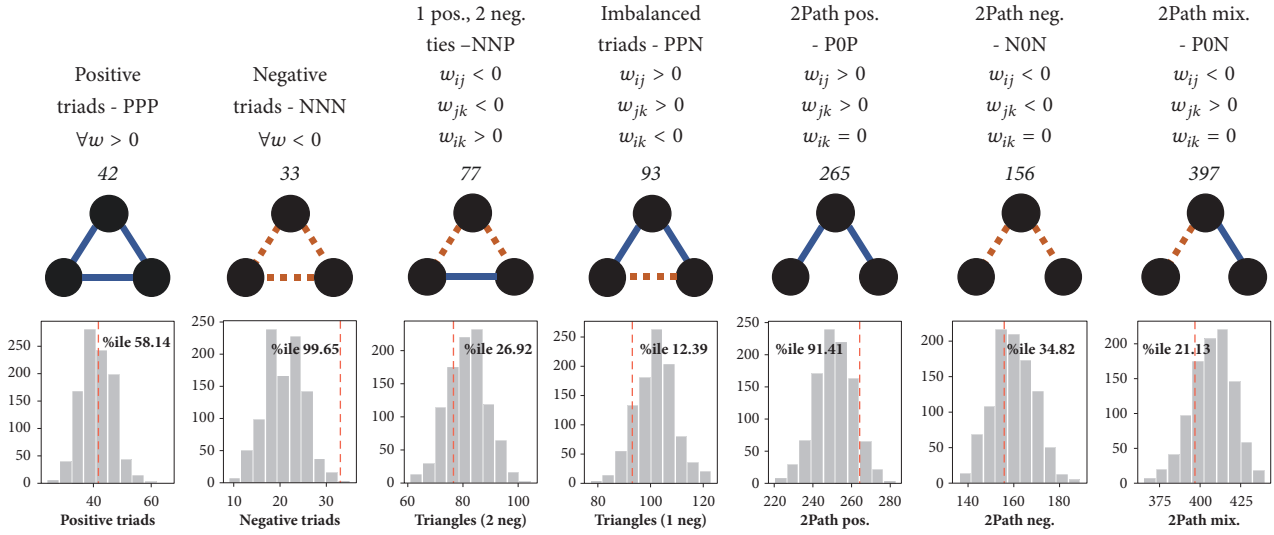 Positive
triads - PPP
∀w > 0
42
Negative
triads - NNN
∀w < 0
33
1 pos., 2 neg.
ties –NNP
w_ij < 0
w_jk < 0
w_ik > 0
77
Imbalanced
triads - PPN
w_ij > 0
w_jk > 0
w_ik < 0
93
2Path pos.
- P0P
w_ij > 0
w_jk > 0
w_ik = 0
265
2Path neg.
- N0N
w_ij < 0
w_jk < 0
w_ik = 0
156
2Path mix.
- P0N
w_ij < 0
w_jk > 0
w_ik = 0
397
%ile 58.14
250
200
150
100
50
0
40
60
Positive triads
%ile 99.65
250
200
150
100
50
0
10
20
30
Negative triads
%ile 26.92
200
150
100
50
0
60
80
100
Triangles (2 neg)
%ile 12.39
250
200
150
100
50
0
80
100
120
Triangles (1 neg)
%ile 91.41
200
150
100
50
0
220
240
260
280
2Path pos.
%ile 34.82
200
150
100
50
0
140
160
180
2Path neg.
%ile 21.13
200
150
100
50
0
375
400
425
2Path mix.